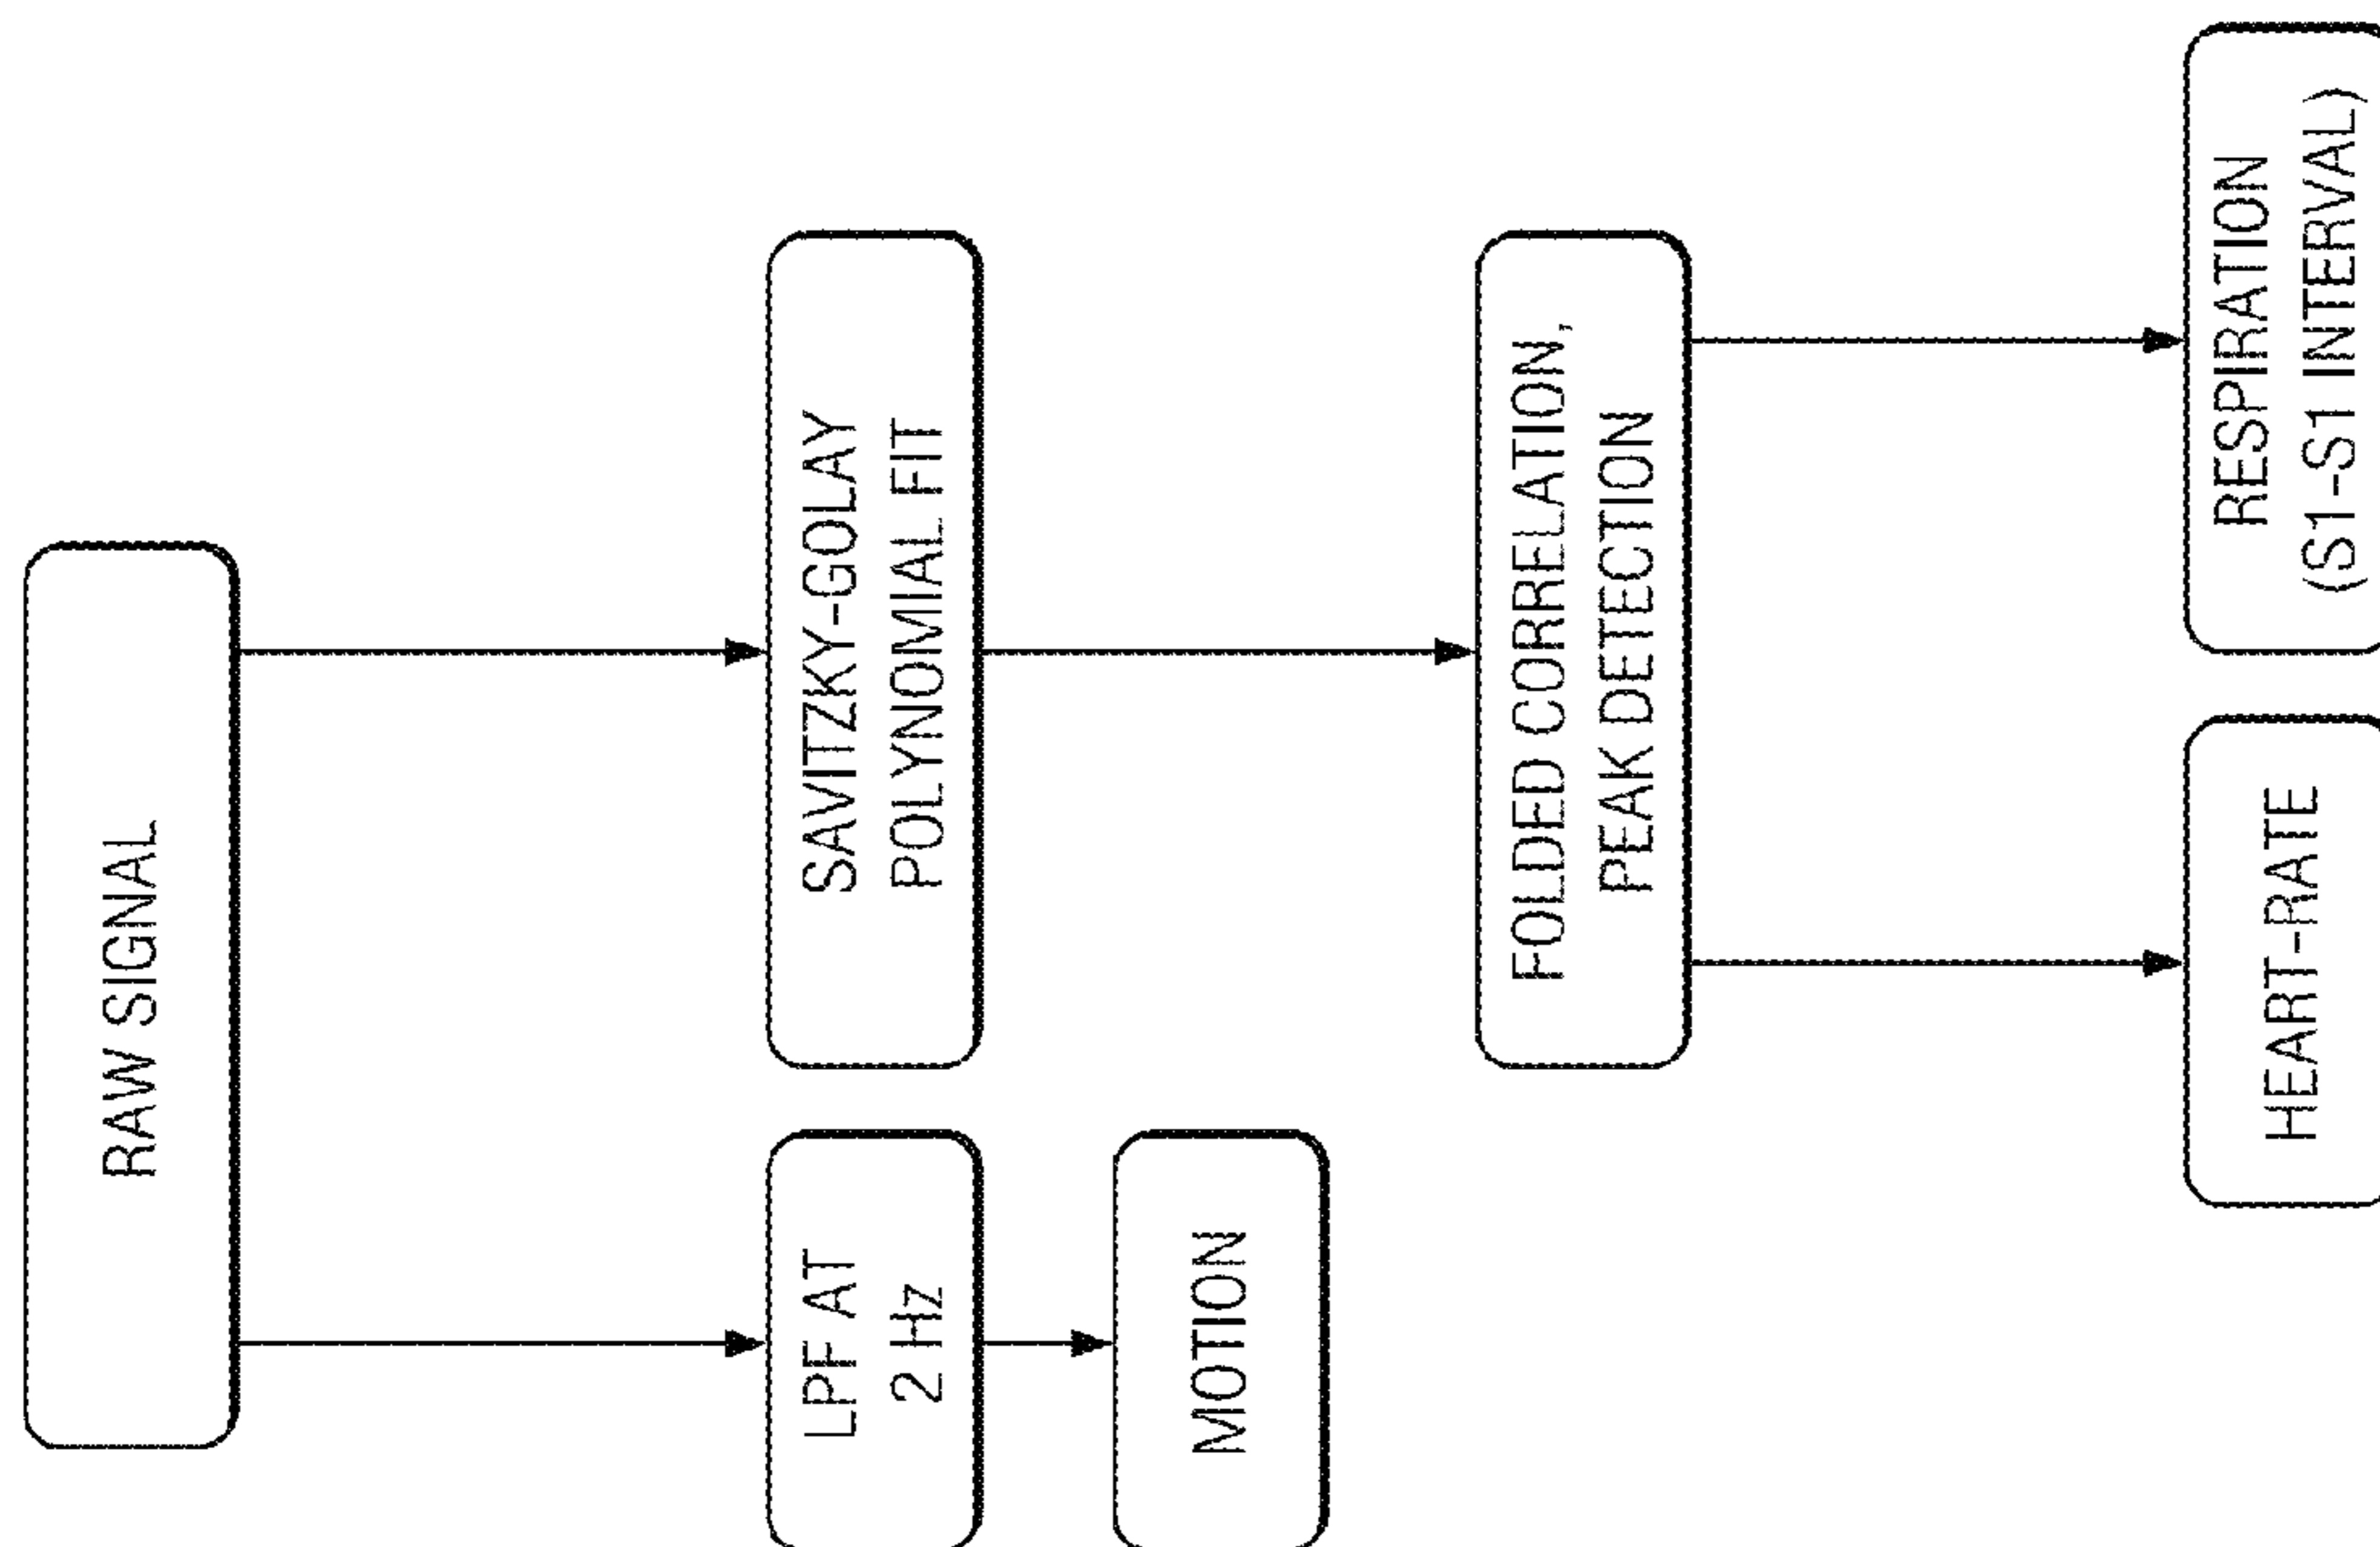 RAW SIGNAL
LPF AT
2 Hz
SAVITZKY-GOLAY
POLYNOMIAL FIT
MOTION
FOLDED CORRELATION,
PEAK DETECTION
HEART-RATE
RESPIRATION
(S1-S1 INTERVAL)